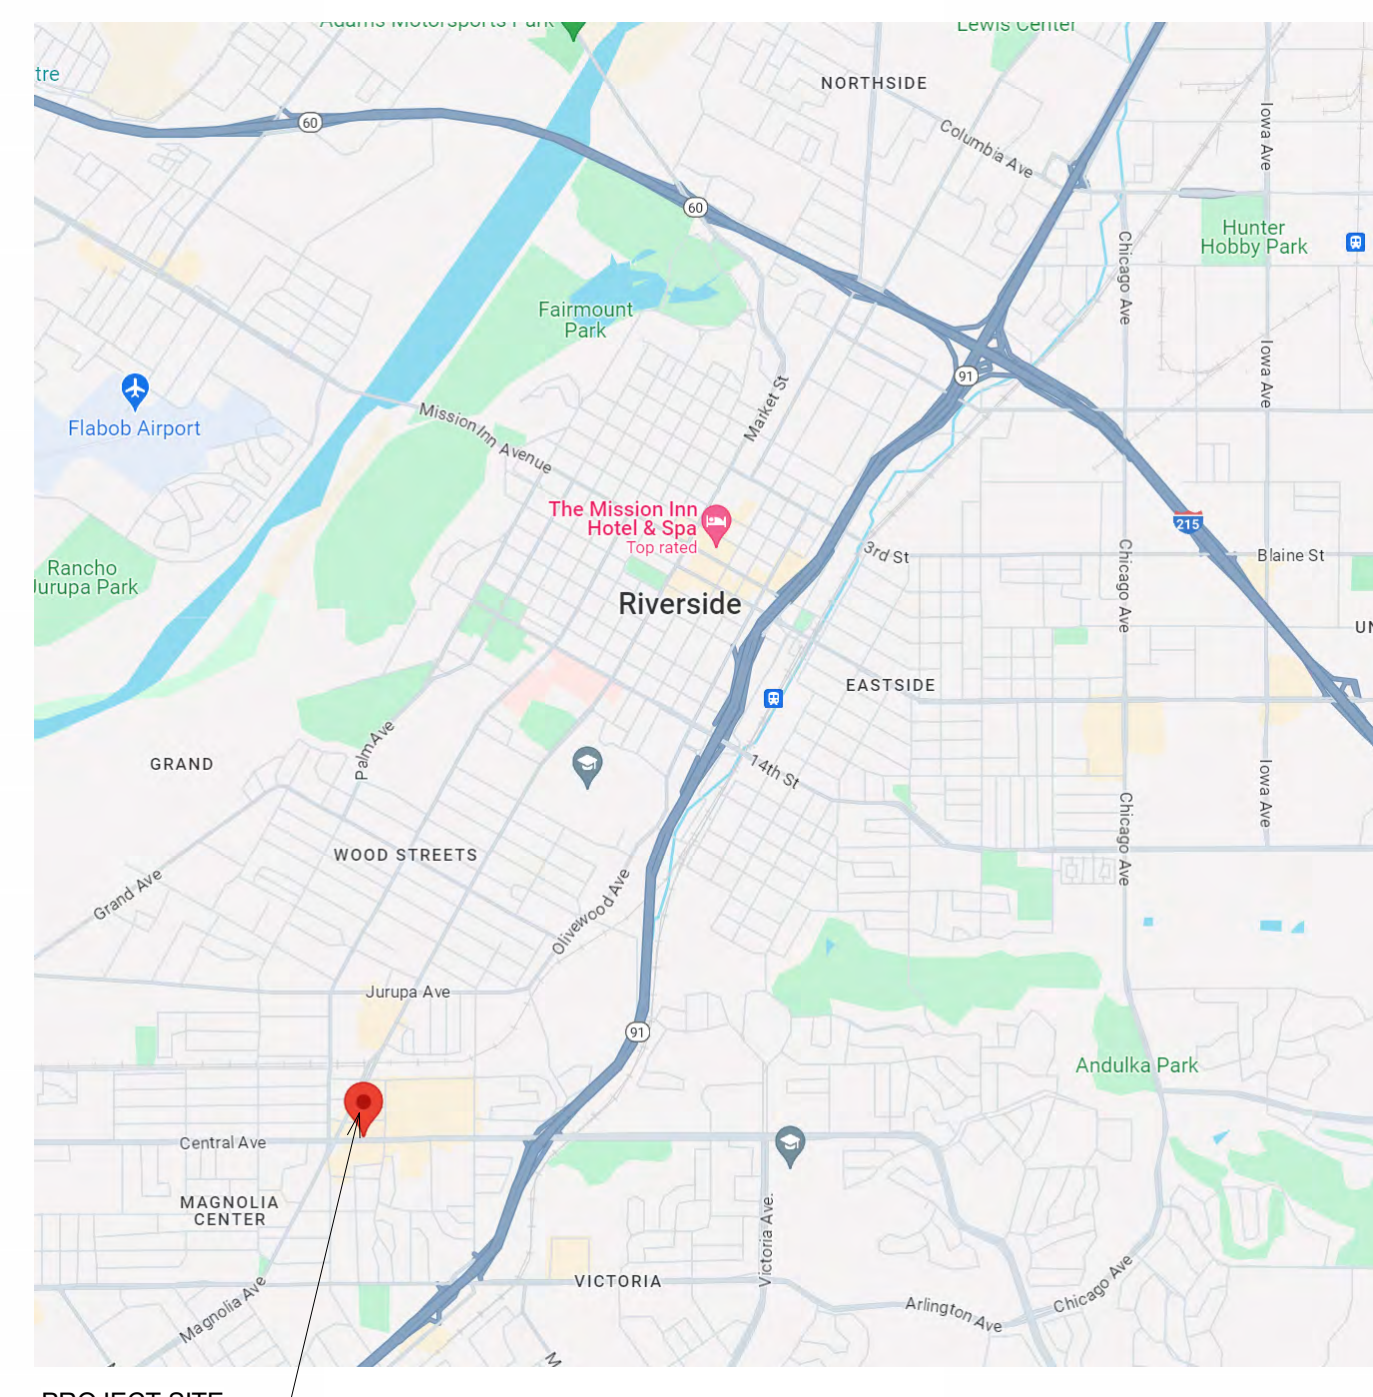 Adams Motorsports Park
Lewis Center
tre
NORTHSIDE
60
Iowa Ave
Columbia Ave
60
Hunter
Hobby Park
Chicago Ave
Fairmount
Park
Iowa Ave
91
Market St
Flabob Airport
Mission Inn Avenue
The Mission Inn
Hotel & Spa
Top rated
215
3rd St
Blaine St
Rancho
Jurupa Park
Chicago Ave
Riverside
UN
EASTSIDE
Palm Ave
GRAND
14th St
Iowa Ave
Chicago Ave
WOOD STREETS
Grand Ave
Olivewood Ave
Jurupa Ave
91
Andulka Park
Central Ave
MAGNOLIA
CENTER
Victoria Ave.
VICTORIA
Magnolia Ave
Arlington Ave
Chicago Ave
M
PROJECT SITE